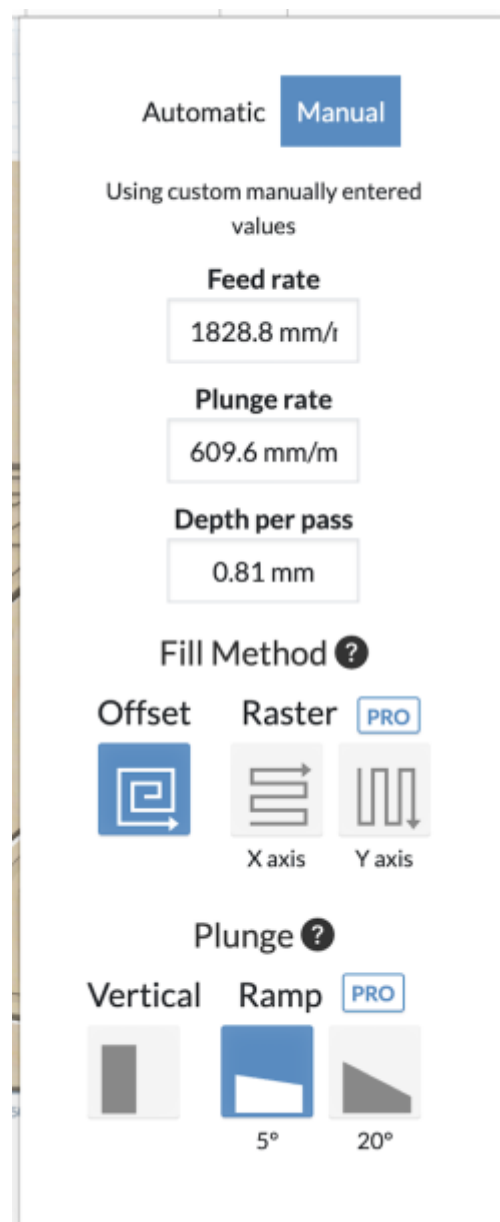 Automatic Manual
Using custom manually entered
values
Feed rate
1828.8 mm/
Plunge rate
609.6 mm/m
Depth per pass
0.81 mm
Fill Method ?
Offset Raster PRO
X axis Y axis
Plunge ?
Vertical Ramp PRO
5° 20°